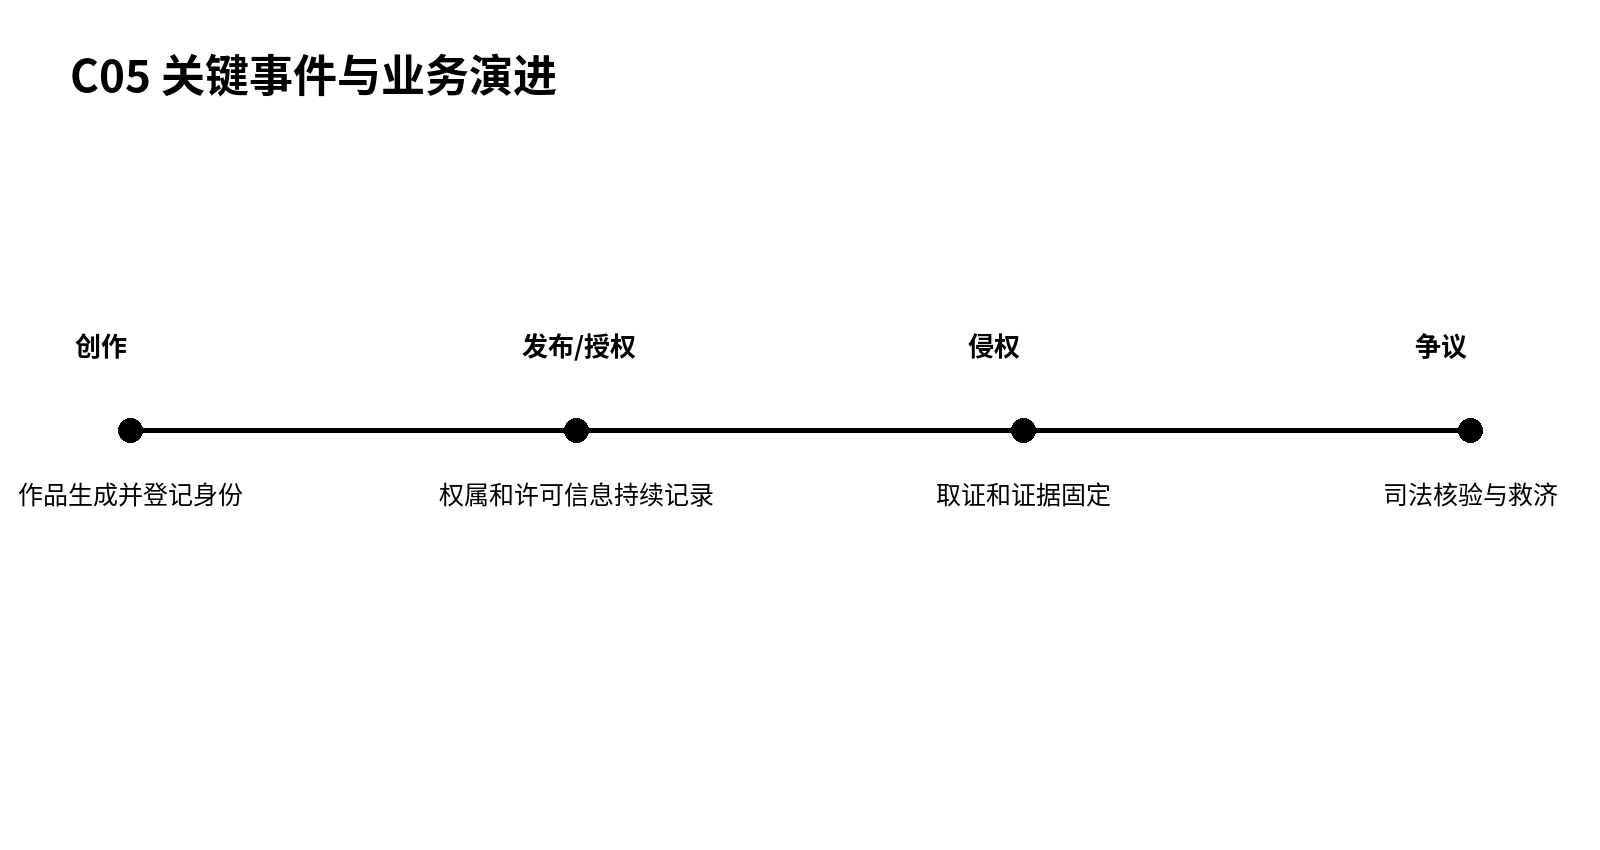 C05 关键事件与业务演进
创作
发布/授权
侵权
争议
作品生成并登记身份
权属和许可信息持续记录
取证和证据固定
司法核验与救济